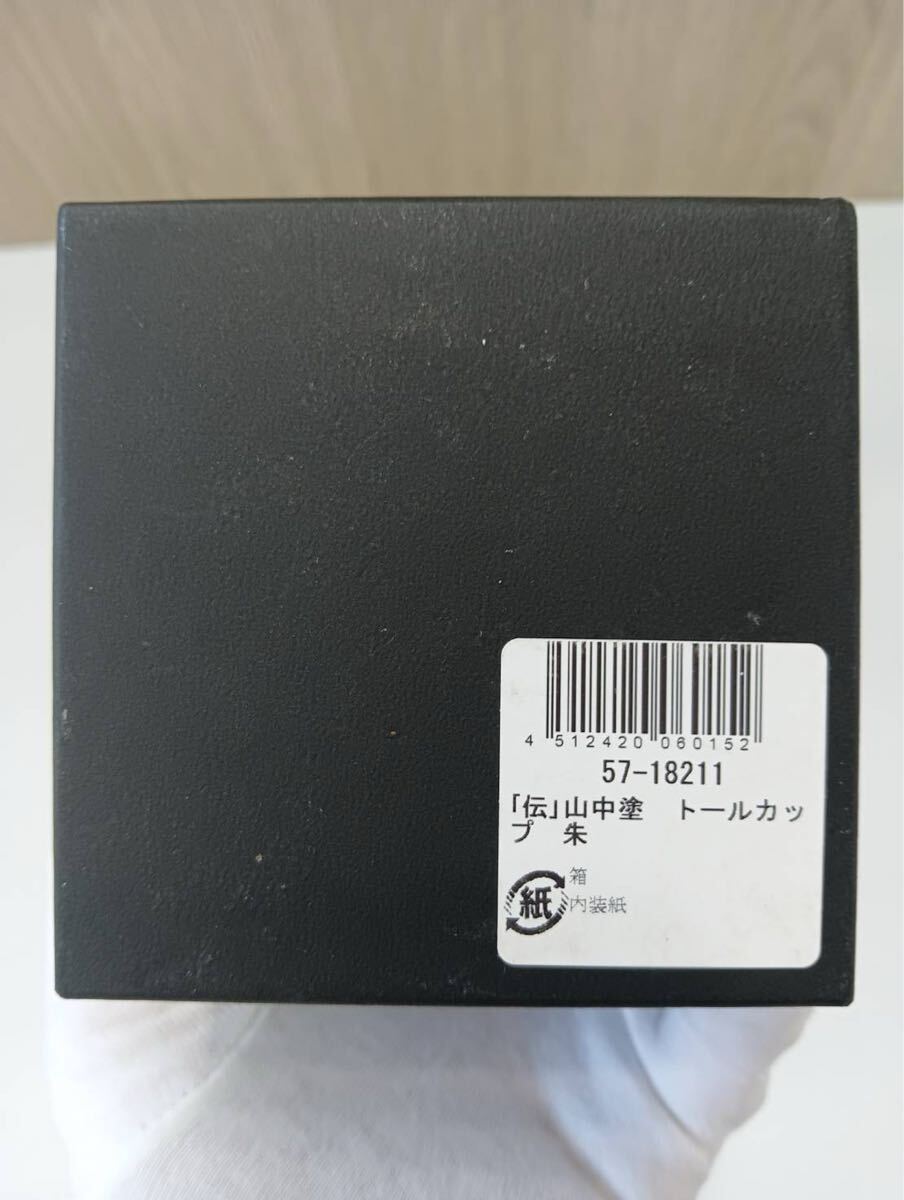 4 512420 060152
57-18211
「伝」山中塗　トールカッ
プ　朱
箱
紙 内装紙